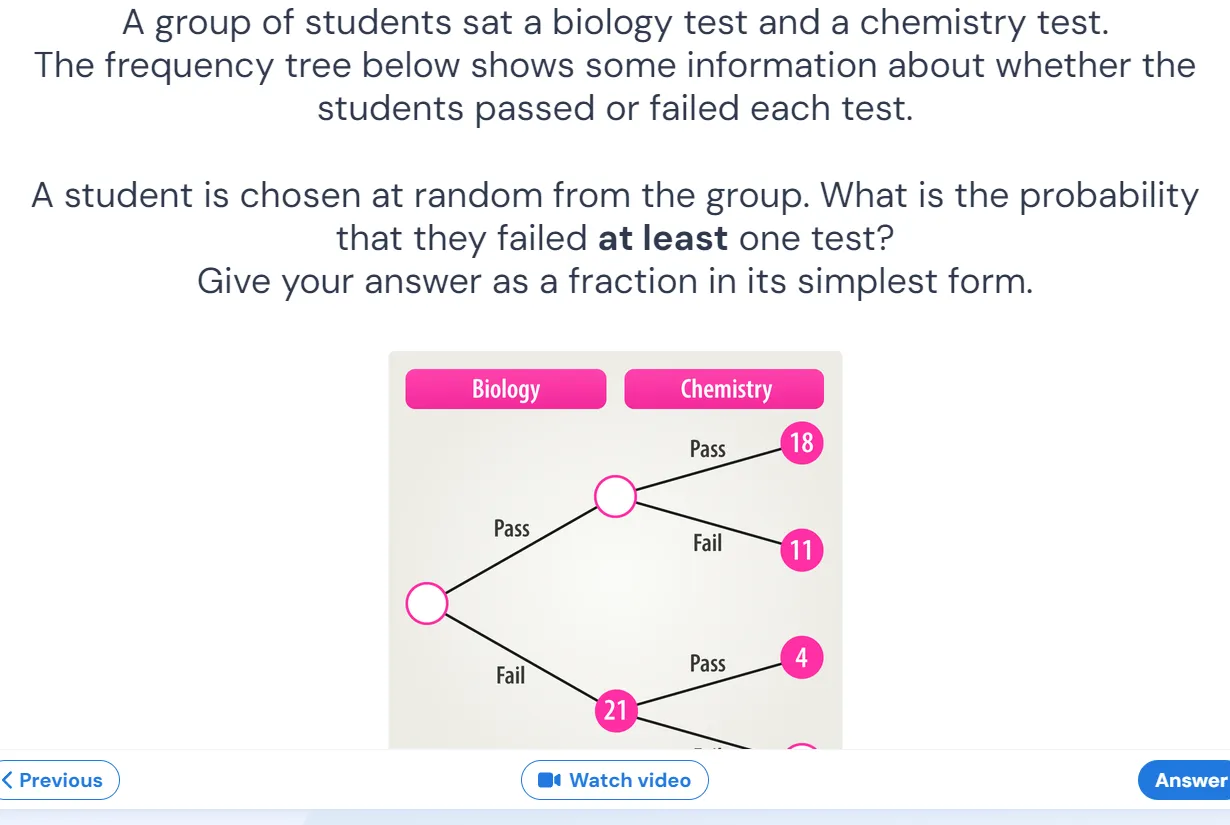 A group of students sat a biology test and a chemistry test.
The frequency tree below shows some information about whether the
students passed or failed each test.
A student is chosen at random from the group. What is the probability
that they failed at least one test?
Give your answer as a fraction in its simplest form.
Biology
Chemistry
Pass
18
Pass
Fail
11
Pass
4
Fail
21
Previous
Watch video
Answer